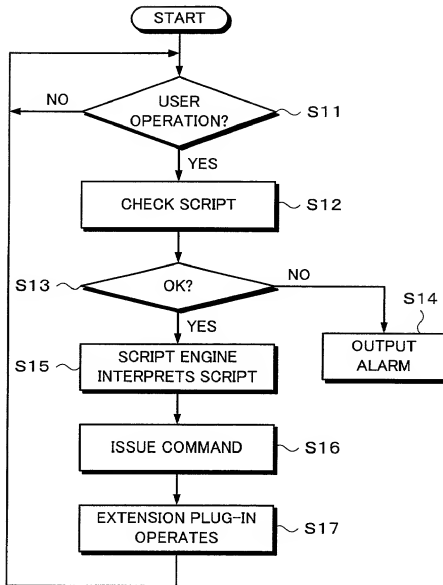 START
NO
USER
OPERATION?
S11
YES
CHECK SCRIPT
S12
S13
OK?
NO
S14
YES
OUTPUT
ALARM
S15
SCRIPT ENGINE
INTERPRETS SCRIPT
ISSUE COMMAND
S16
EXTENSION PLUG-IN
OPERATES
S17